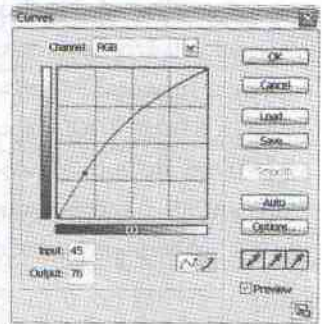 Curves
Channel: RGB
OK
Cancel
Load...
Save...
Smooth
Auto
Options...
Input: 45
Output: 76
Preview